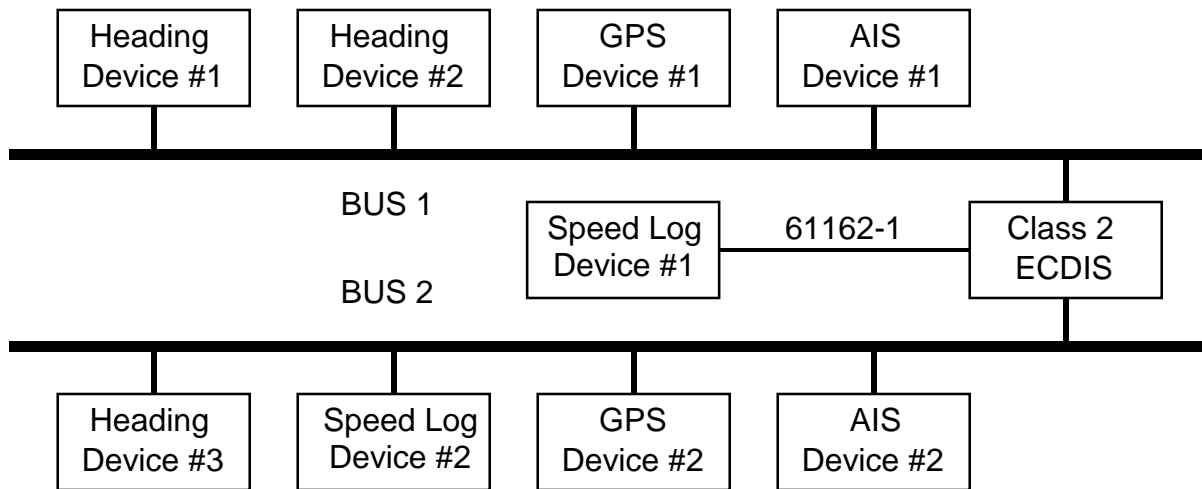 Heading
Device #1
Heading
Device #2
GPS
Device #1
AIS
Device #1
BUS 1
Speed Log
Device #1
61162-1
Class 2
ECDIS
BUS 2
Heading
Device #3
Speed Log
Device #2
GPS
Device #2
AIS
Device #2